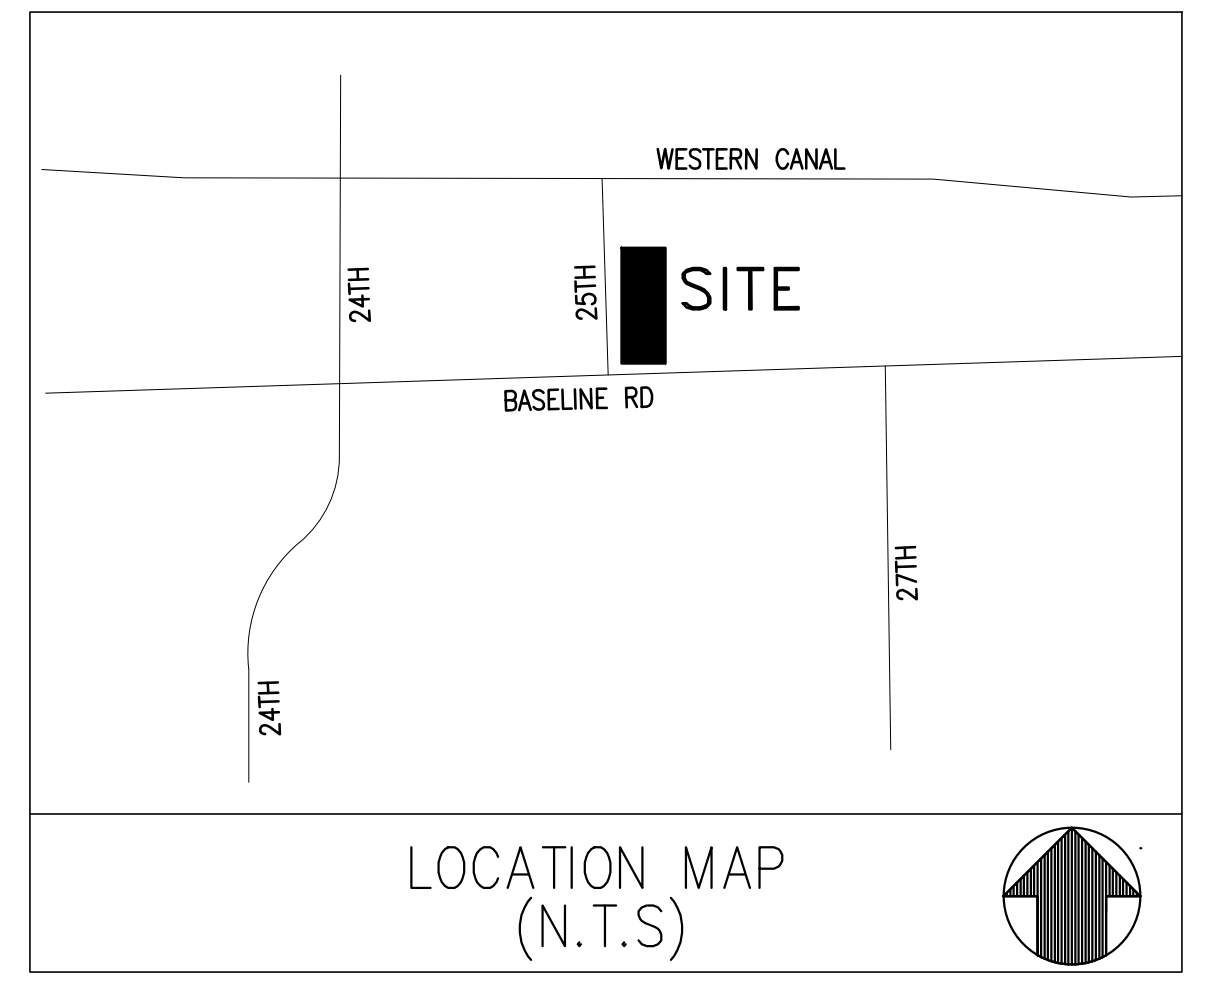 WESTERN CANAL
24TH
25TH
SITE
BASELINE RD
27TH
24TH
LOCATION MAP
(N.T.S)